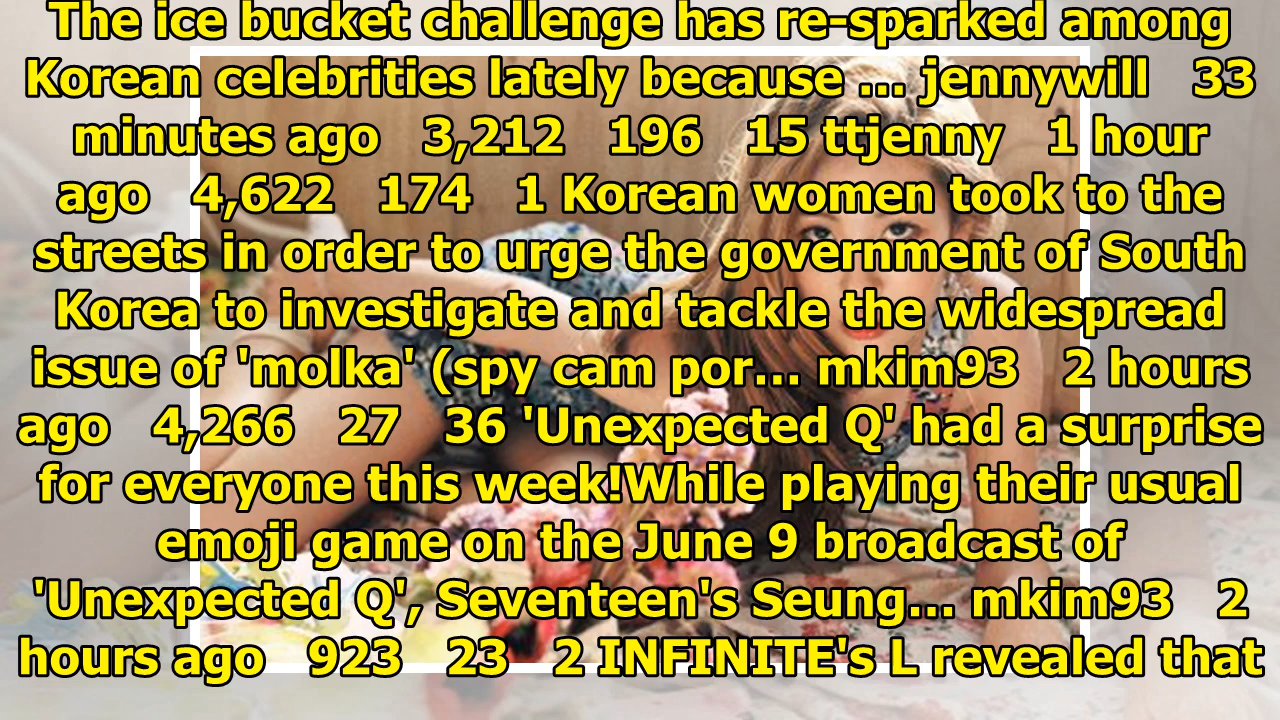 The ice bucket challenge has re-sparked among
Korean celebrities lately because ... jennywill 33
minutes ago 3,212 196 15 ttjenny 1 hour
ago 4,622 174 1 Korean women took to the
streets in order to urge the government of South
Korea to investigate and tackle the widespread
issue of 'molka' (spy cam por... mkim93 2 hours
ago 4,266 27 36 'Unexpected Q' had a surprise
for everyone this week!While playing their usual
emoji game on the June 9 broadcast of
'Unexpected Q', Seventeen's Seung... mkim93 2
hours ago 923 23 2 INFINITE's L revealed that